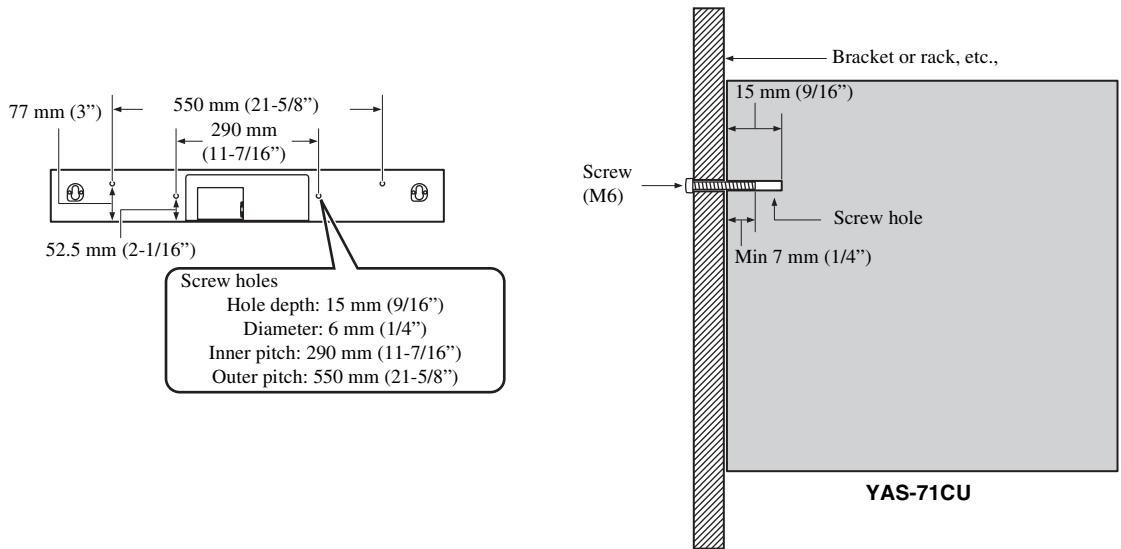 77 mm (3”)
550 mm (21-5/8”)
290 mm
(11-7/16”)
52.5 mm (2-1/16”)
Screw holes
Hole depth: 15 mm (9/16”)
Diameter: 6 mm (1/4”)
Inner pitch: 290 mm (11-7/16”)
Outer pitch: 550 mm (21-5/8”)
Bracket or rack, etc.,
15 mm (9/16”)
Screw
(M6)
Screw hole
Min 7 mm (1/4”)
YAS-71CU